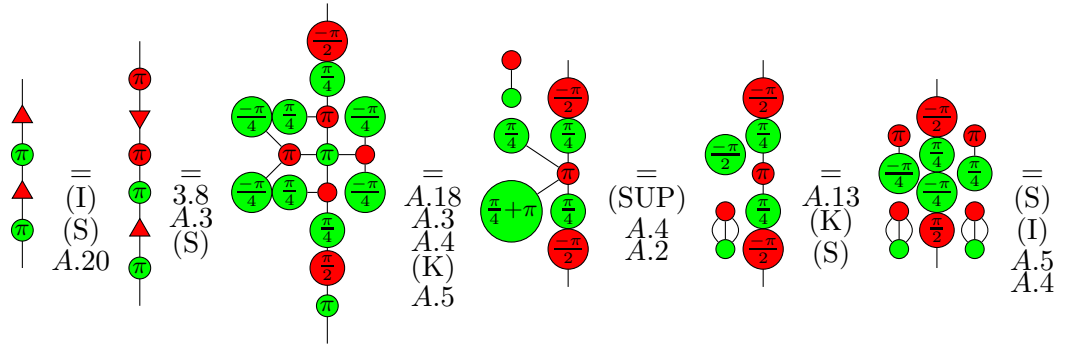 π
π
=
(I)
(S)
A.20
π
π
π
π
=
3.8
A.3
(S)
−π/2
π/4
−π/4 π/4 π −π/4
π π
−π/4 π/4 −π/4
π/4
π/2
π
=
A.18
A.3
A.4
(K)
A.5
−π/2
π/4 π/4
π
π/4+π π/4
−π/2
=
(SUP)
A.4
A.2
−π/2
π/4
−π/2
π
π/4
−π/2
=
A.13
(K)
(S)
−π/2
π π/4 π
−π/4 π/4
−π/4
π/2
=
(S)
(I)
A.5
A.4